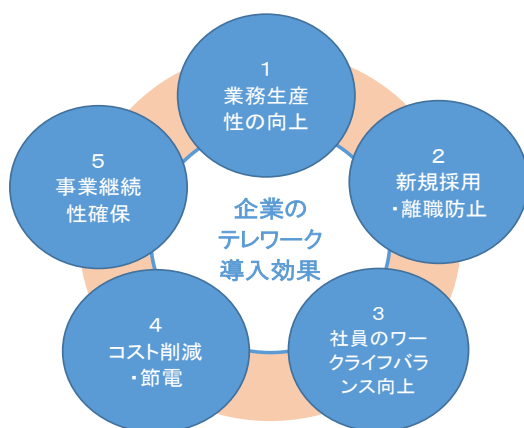 1
業務生産
性の向上
2
新規採用
・離職防止
3
社員のワー
クライフバラ
ンス向上
4
コスト削減
・節電
5
事業継続
性確保
企業の
テレワーク
導入効果